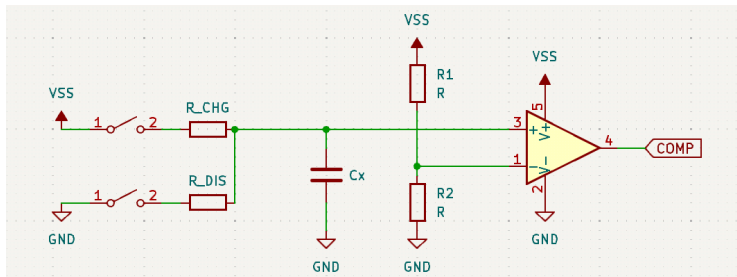 VSS
VSS
R1
R
VSS
VSS
1
2
R_CHG
3
+
V+
5
4
COMP
1
-
V-
2
Cx
1
2
R_DIS
R2
R
GND
GND
GND
GND